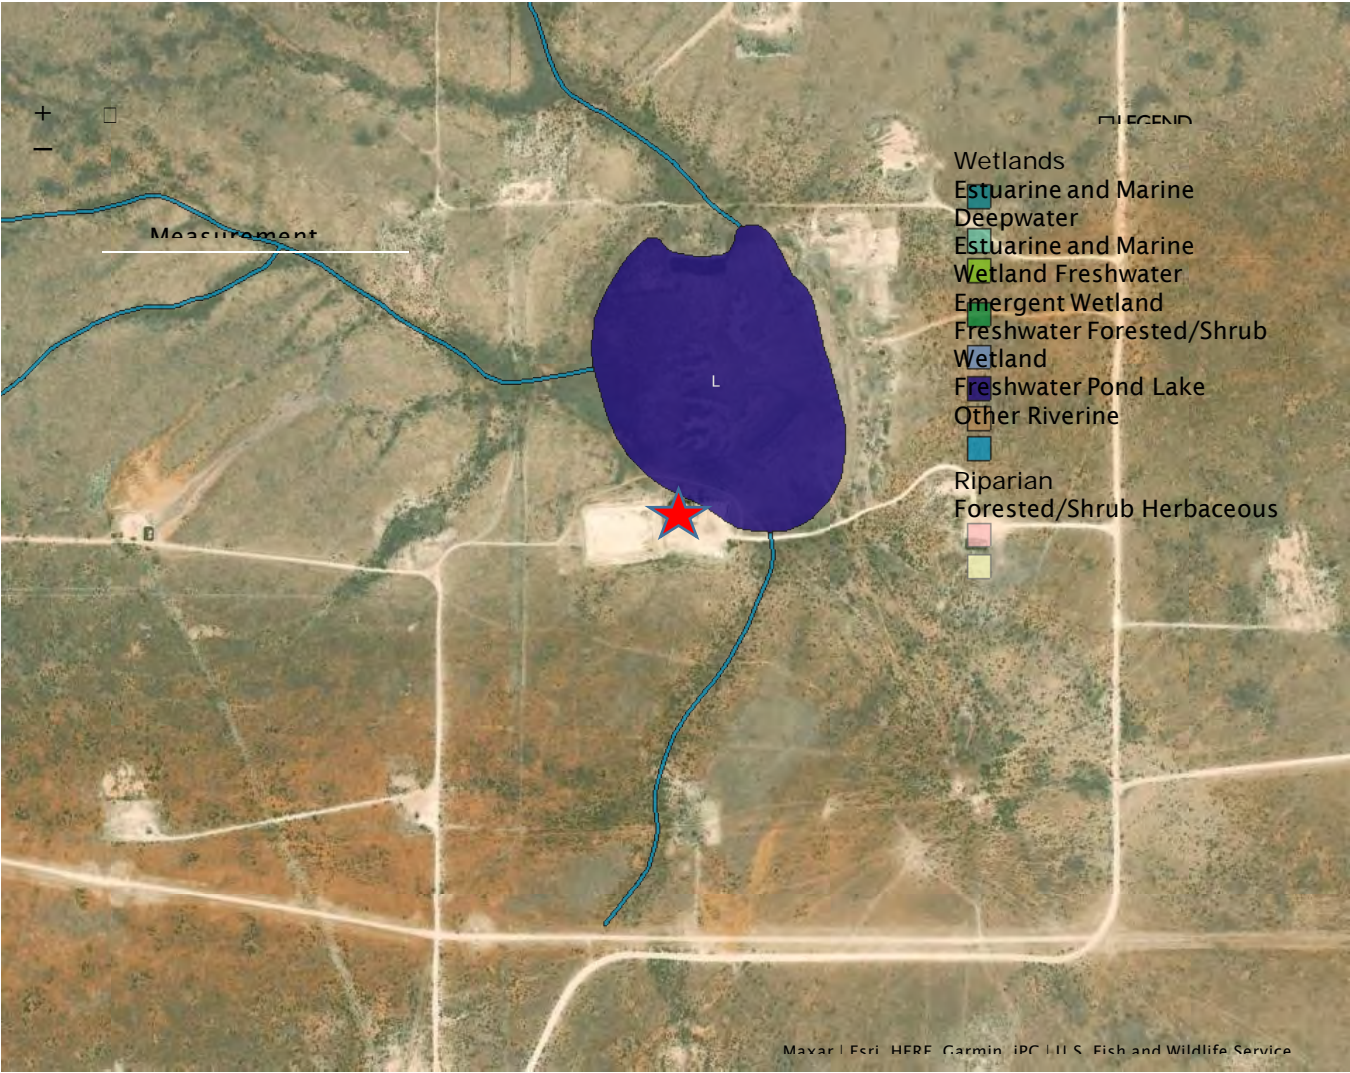 +
LEGEND
−
Wetlands
Estuarine and Marine
Deepwater
Measurement
Estuarine and Marine
Wetland Freshwater
Emergent Wetland
Freshwater Forested/Shrub
Wetland
L
Freshwater Pond Lake
Other Riverine
Riparian
Forested/Shrub Herbaceous
Maxar | Esri, HERE, Garmin, iPC | U.S. Fish and Wildlife Service